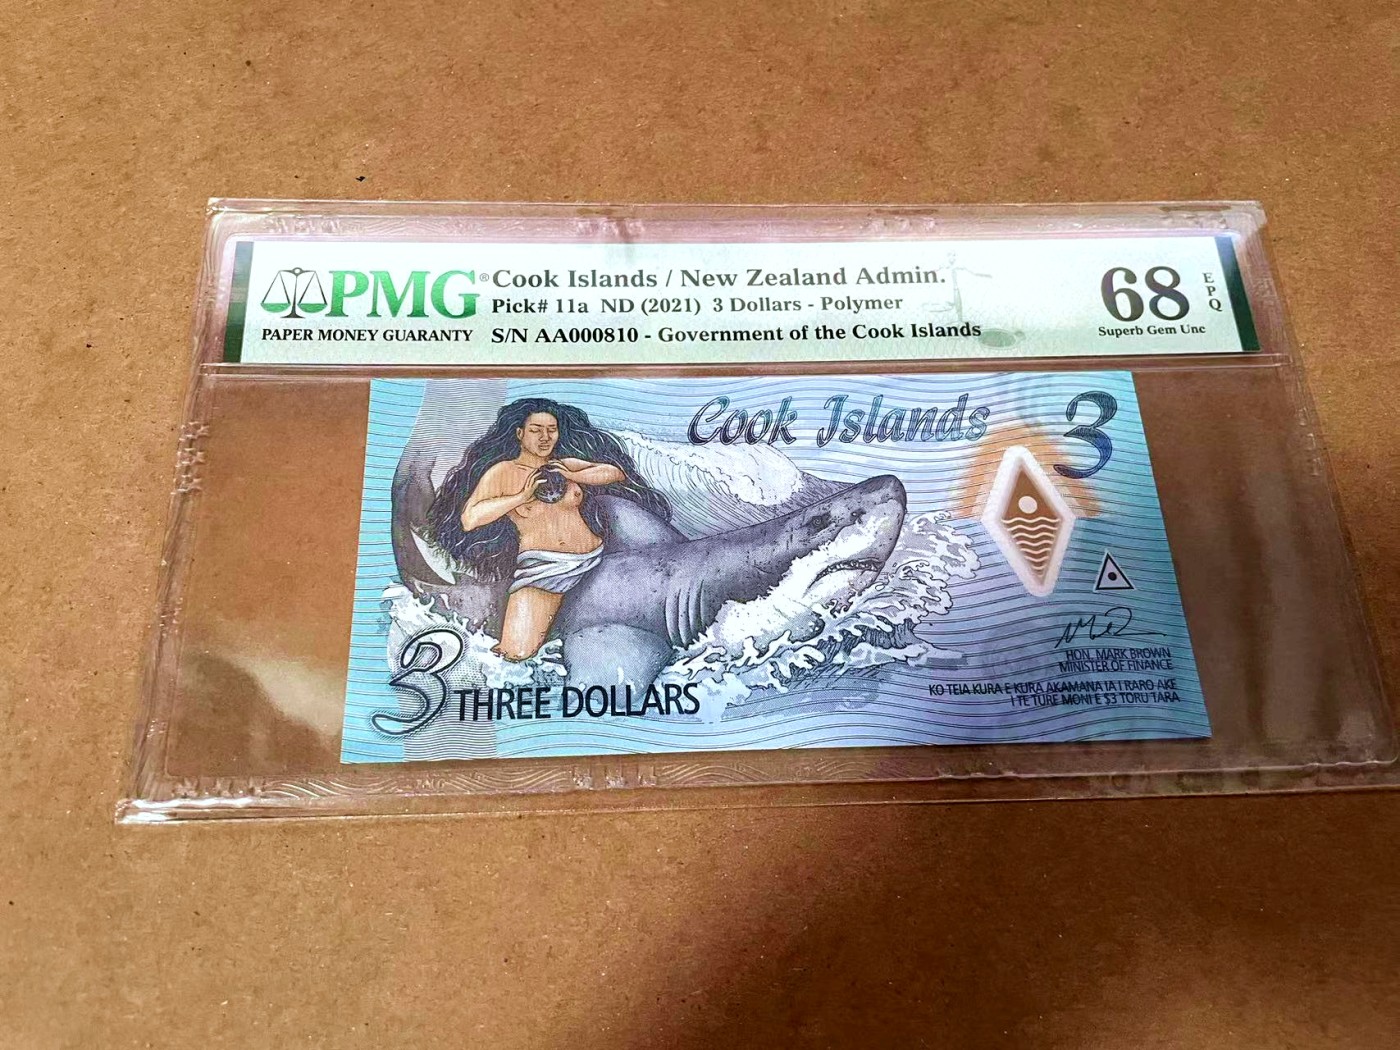 PMG®
PAPER MONEY GUARANTY
Cook Islands / New Zealand Admin.
Pick# 11a ND (2021) 3 Dollars - Polymer
S/N AA000810 - Government of the Cook Islands
68
EPQ
Superb Gem Unc
Cook Islands
3
HON. MARK BROWN
MINISTER OF FINANCE
KO TEIA KURA E KURA AKAMANA IA I RARO AKE
I TE TURE MONI E $3 TORU TARA
3 THREE DOLLARS